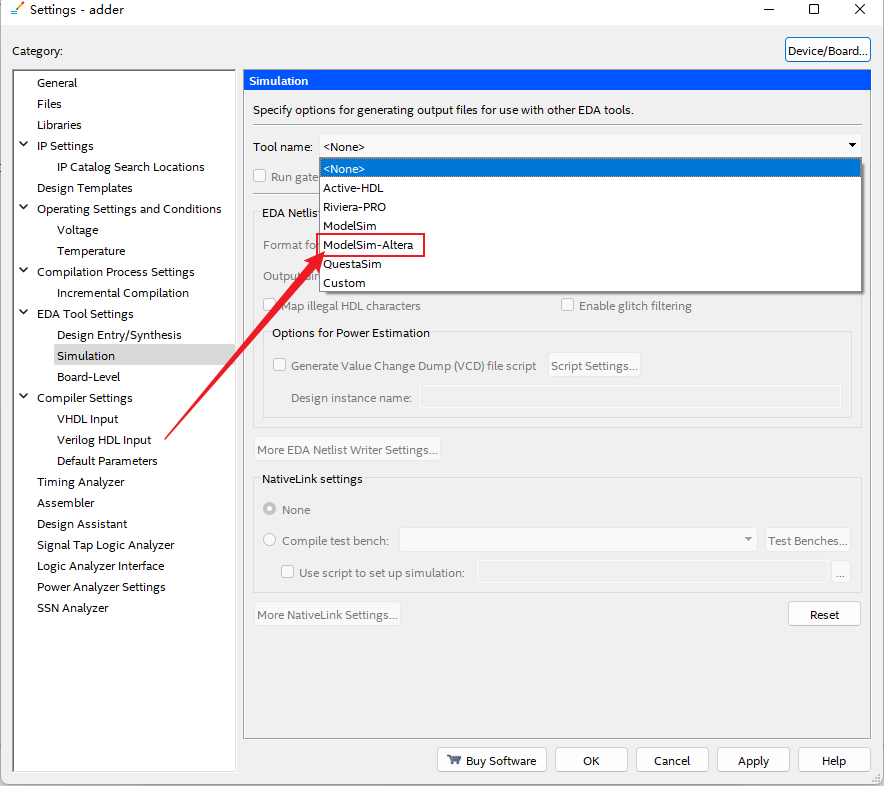 Settings - adder
Category:
Device/Board...
General
Files
Libraries
IP Settings
IP Catalog Search Locations
Design Templates
Operating Settings and Conditions
Voltage
Temperature
Compilation Process Settings
Incremental Compilation
EDA Tool Settings
Design Entry/Synthesis
Simulation
Board-Level
Compiler Settings
VHDL Input
Verilog HDL Input
Default Parameters
Timing Analyzer
Assembler
Design Assistant
Signal Tap Logic Analyzer
Logic Analyzer Interface
Power Analyzer Settings
SSN Analyzer
Simulation
Specify options for generating output files for use with other EDA tools.
Tool name: <None>
<None>
Run gate
Active-HDL
Riviera-PRO
EDA Netlis
ModelSim
Format fo
ModelSim-Altera
QuestaSim
Custom
Map illegal HDL characters
Enable glitch filtering
Options for Power Estimation
Generate Value Change Dump (VCD) file script
Script Settings...
Design instance name:
More EDA Netlist Writer Settings...
NativeLink settings
None
Compile test bench:
Test Benches...
Use script to set up simulation:
...
More NativeLink Settings...
Reset
Buy Software
OK
Cancel
Apply
Help